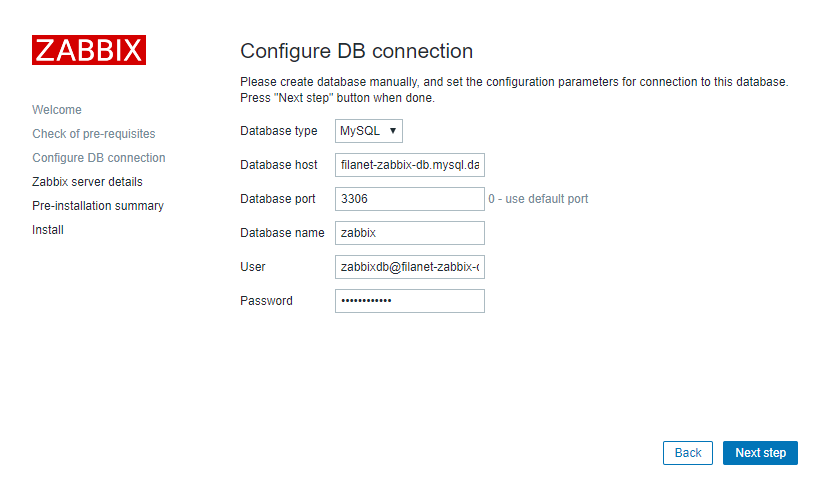 ZABBIX
Welcome
Check of pre-requisites
Configure DB connection
Zabbix server details
Pre-installation summary
Install
Configure DB connection
Please create database manually, and set the configuration parameters for connection to this database.
Press "Next step" button when done.
Database type MySQL ▼
Database host filanet-zabbix-db.mysql.da
Database port 3306 0 - use default port
Database name zabbix
User zabbixdb@filanet-zabbix-
Password ••••••••••••
Back Next step